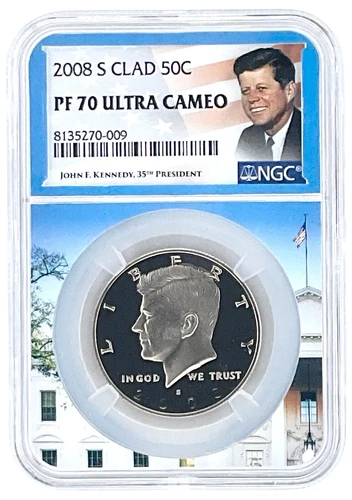 2008 S CLAD 50C
PF 70 ULTRA CAMEO
8135270-009
JOHN F. KENNEDY, 35TH PRESIDENT
NGC®
LIBERTY
IN GOD WE TRUST
S
2008